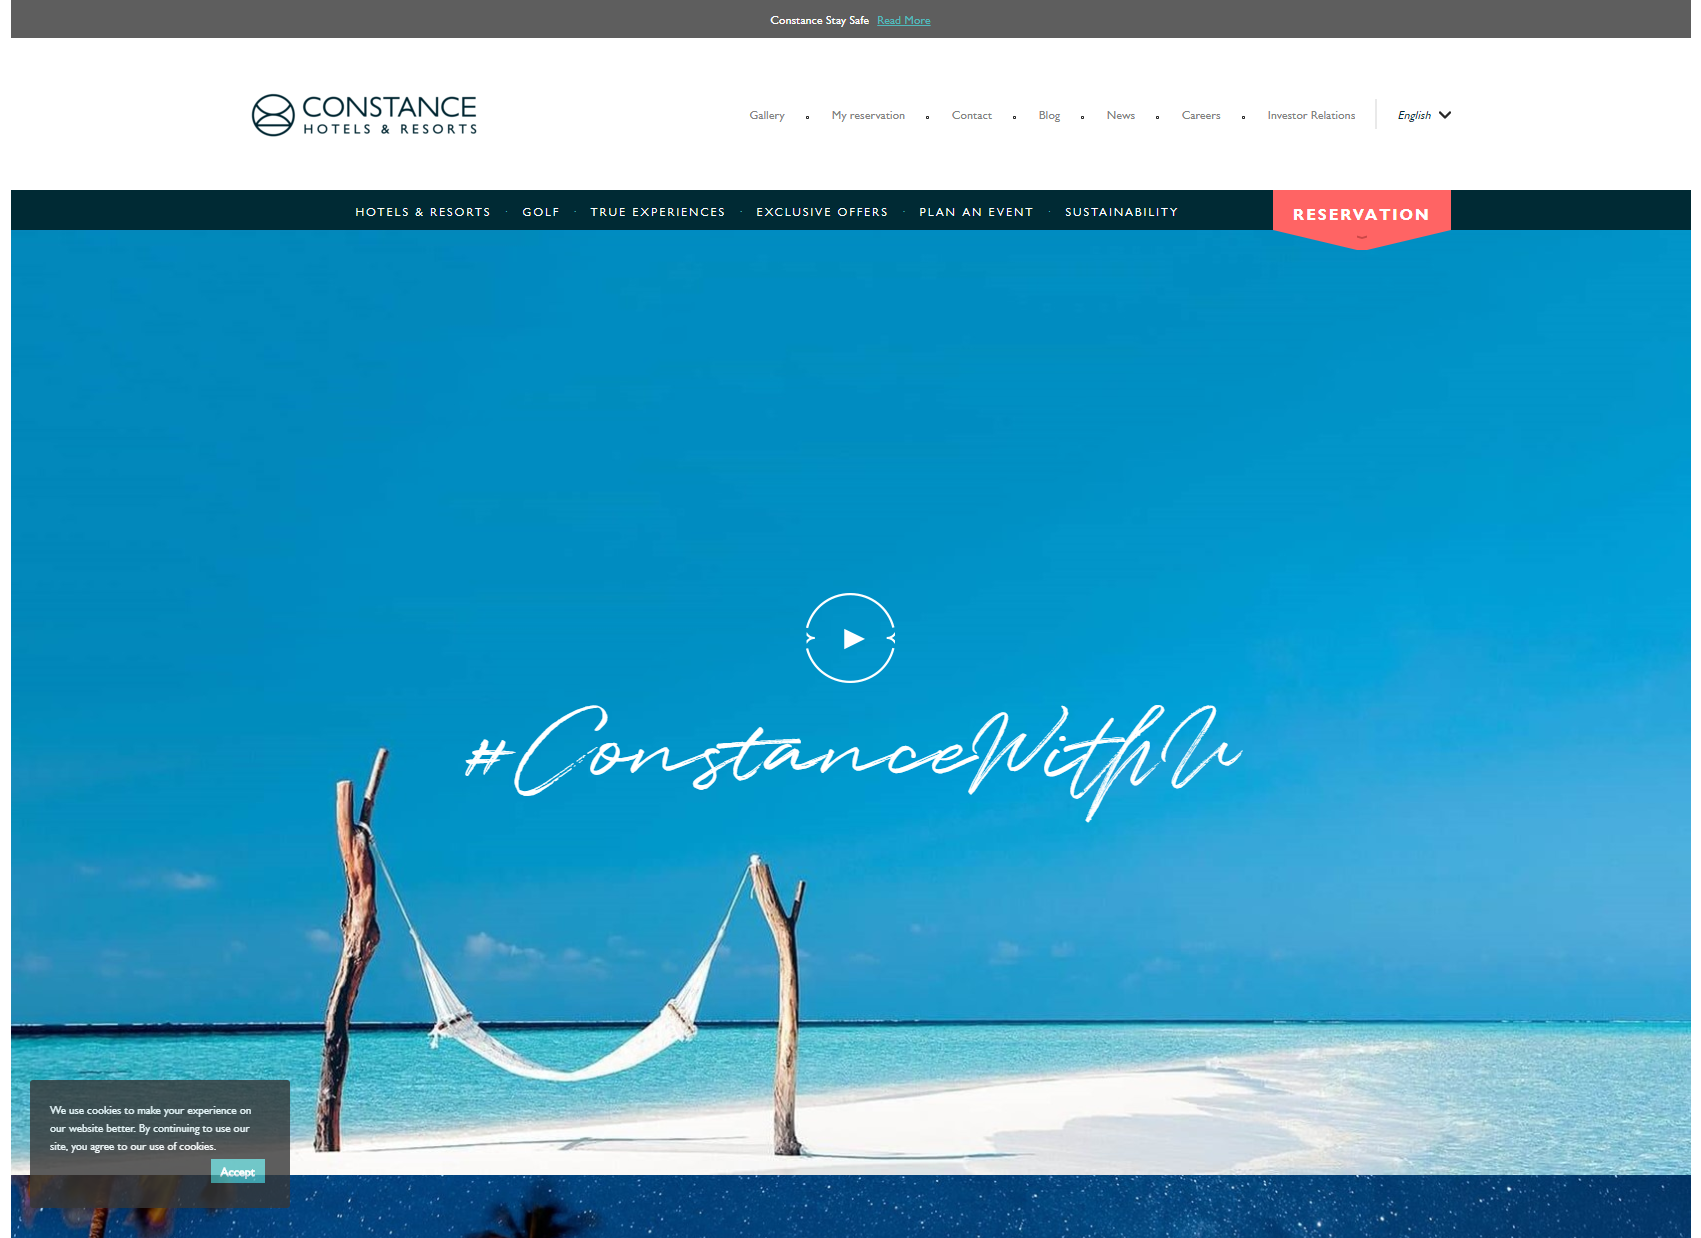 Constance Stay Safe Read More
CONSTANCE
HOTELS & RESORTS
Gallery My reservation Contact Blog News Careers Investor Relations English
HOTELS & RESORTS · GOLF · TRUE EXPERIENCES · EXCLUSIVE OFFERS · PLAN AN EVENT · SUSTAINABILITY
RESERVATION
#ConstanceWithU
We use cookies to make your experience on
our website better. By continuing to use our
site, you agree to our use of cookies.
Accept